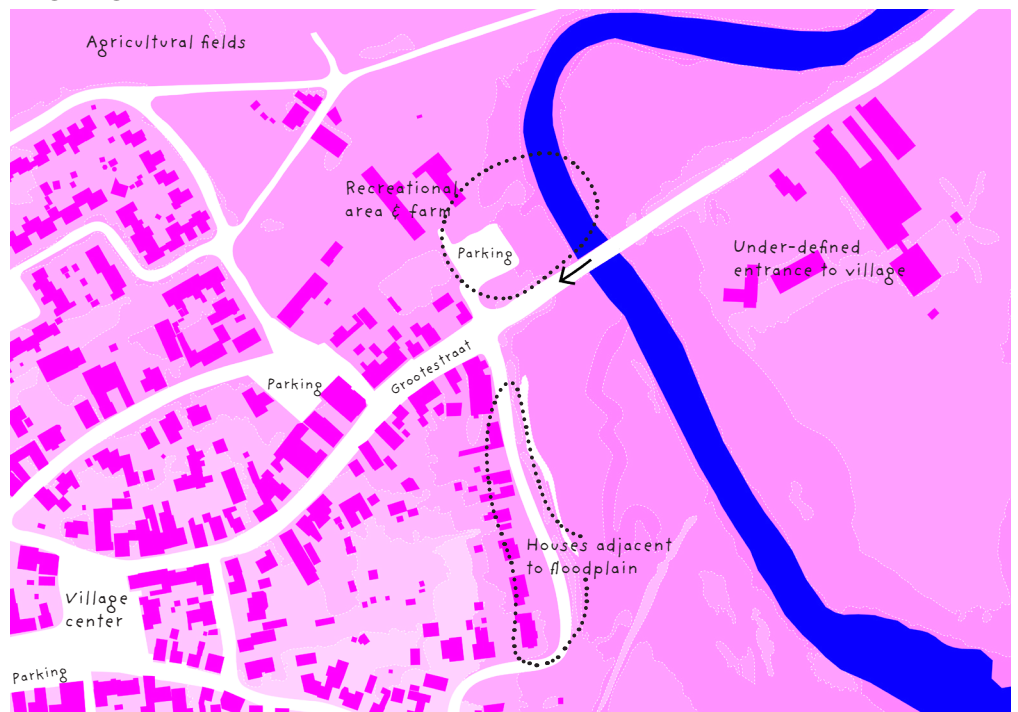 Agricultural fields
Recreational
area & farm
Parking
Under-defined
entrance to village
Grootestraat
Parking
Houses adjacent
to floodplain
Village
center
Parking